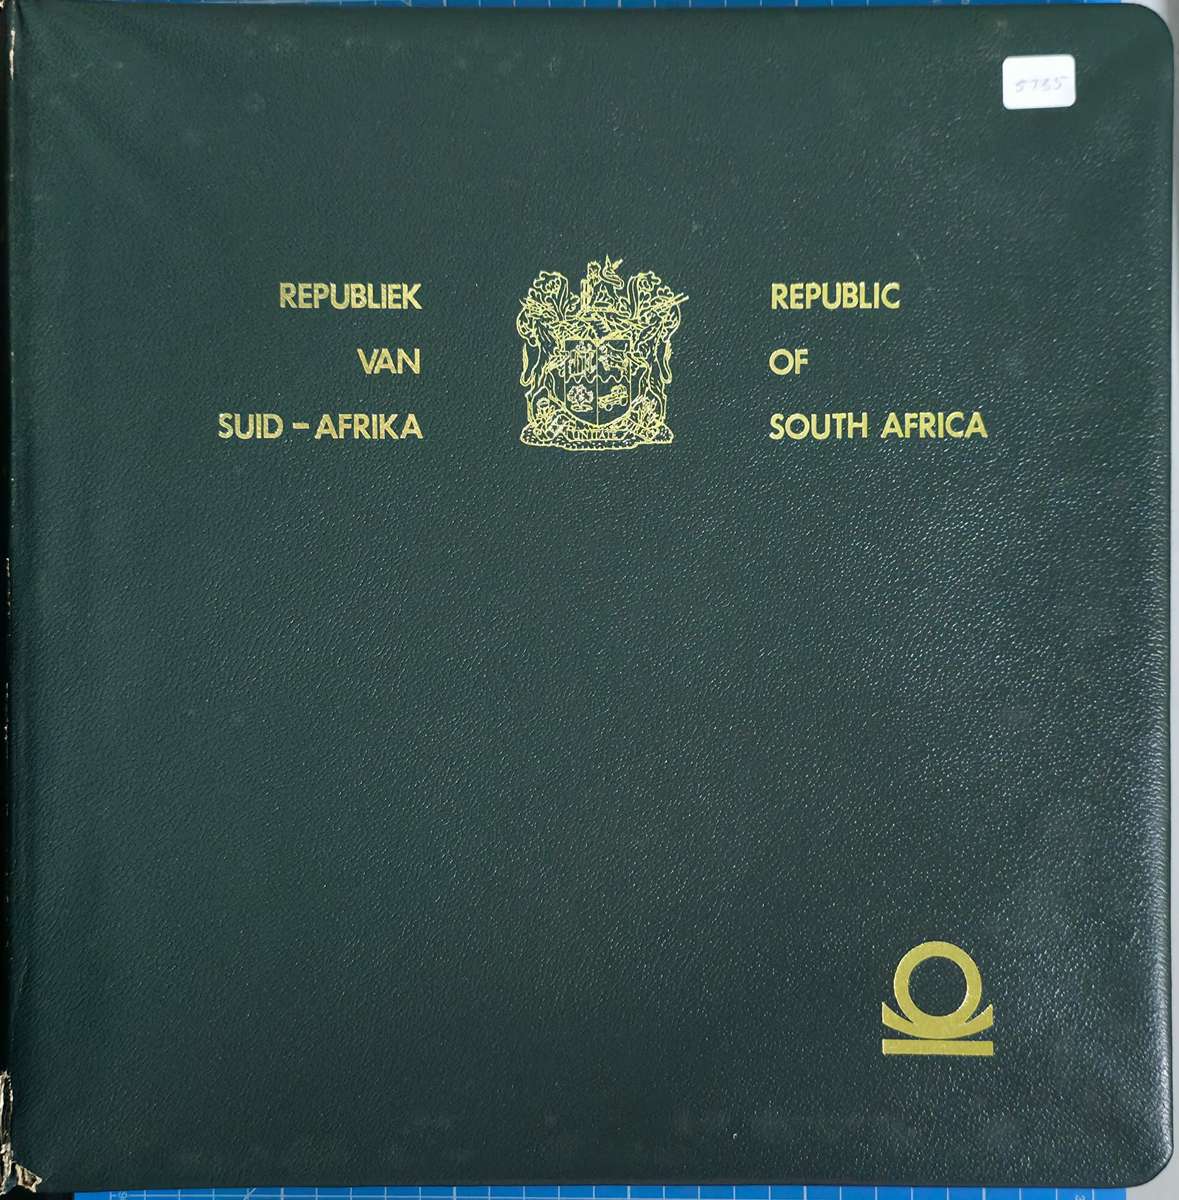 5735
REPUBLIEK
VAN
SUID-AFRIKA
REPUBLIC
OF
SOUTH AFRICA